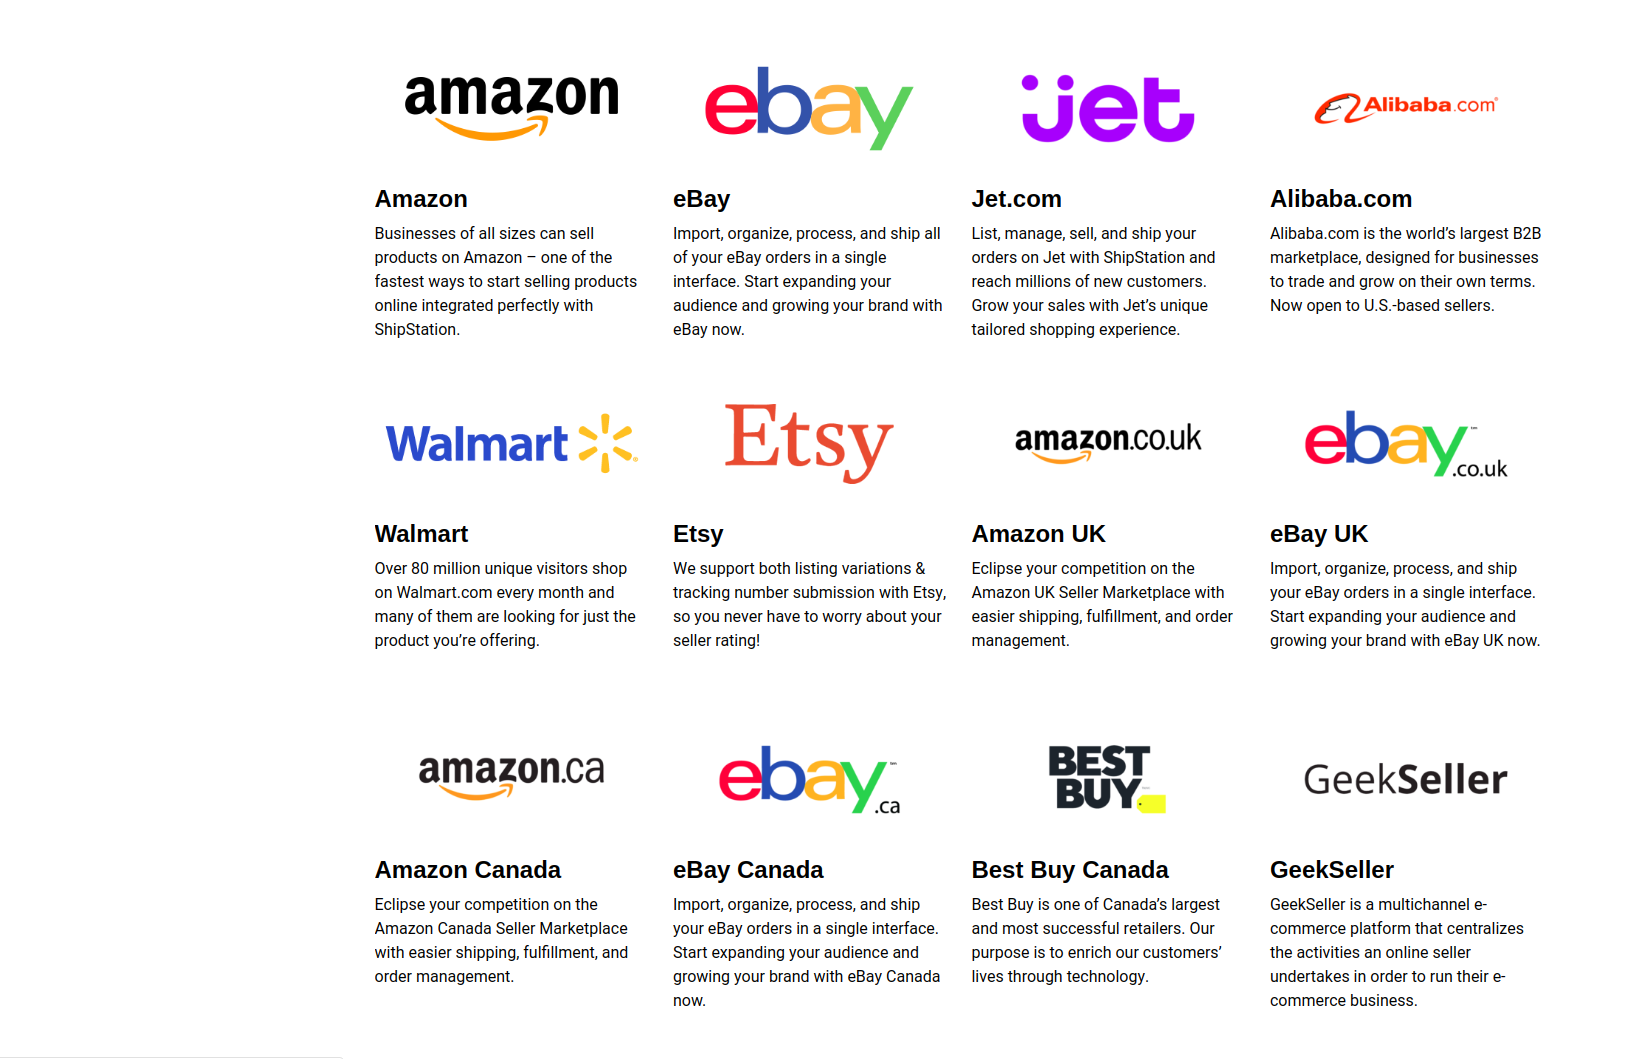 amazon
ebay
jet
Alibaba.com
Amazon
Businesses of all sizes can sell
products on Amazon – one of the
fastest ways to start selling products
online integrated perfectly with
ShipStation.
eBay
Import, organize, process, and ship all
of your eBay orders in a single
interface. Start expanding your
audience and growing your brand with
eBay now.
Jet.com
List, manage, sell, and ship your
orders on Jet with ShipStation and
reach millions of new customers.
Grow your sales with Jet’s unique
tailored shopping experience.
Alibaba.com
Alibaba.com is the world’s largest B2B
marketplace, designed for businesses
to trade and grow on their own terms.
Now open to U.S.-based sellers.
Walmart
Etsy
amazon.co.uk
ebay.co.uk
Walmart
Over 80 million unique visitors shop
on Walmart.com every month and
many of them are looking for just the
product you’re offering.
Etsy
We support both listing variations &
tracking number submission with Etsy,
so you never have to worry about your
seller rating!
Amazon UK
Eclipse your competition on the
Amazon UK Seller Marketplace with
easier shipping, fulfillment, and order
management.
eBay UK
Import, organize, process, and ship
your eBay orders in a single interface.
Start expanding your audience and
growing your brand with eBay UK now.
amazon.ca
ebay.ca
BEST
BUY
GeekSeller
Amazon Canada
Eclipse your competition on the
Amazon Canada Seller Marketplace
with easier shipping, fulfillment, and
order management.
eBay Canada
Import, organize, process, and ship
your eBay orders in a single interface.
Start expanding your audience and
growing your brand with eBay Canada
now.
Best Buy Canada
Best Buy is one of Canada’s largest
and most successful retailers. Our
purpose is to enrich our customers’
lives through technology.
GeekSeller
GeekSeller is a multichannel e-
commerce platform that centralizes
the activities an online seller
undertakes in order to run their e-
commerce business.